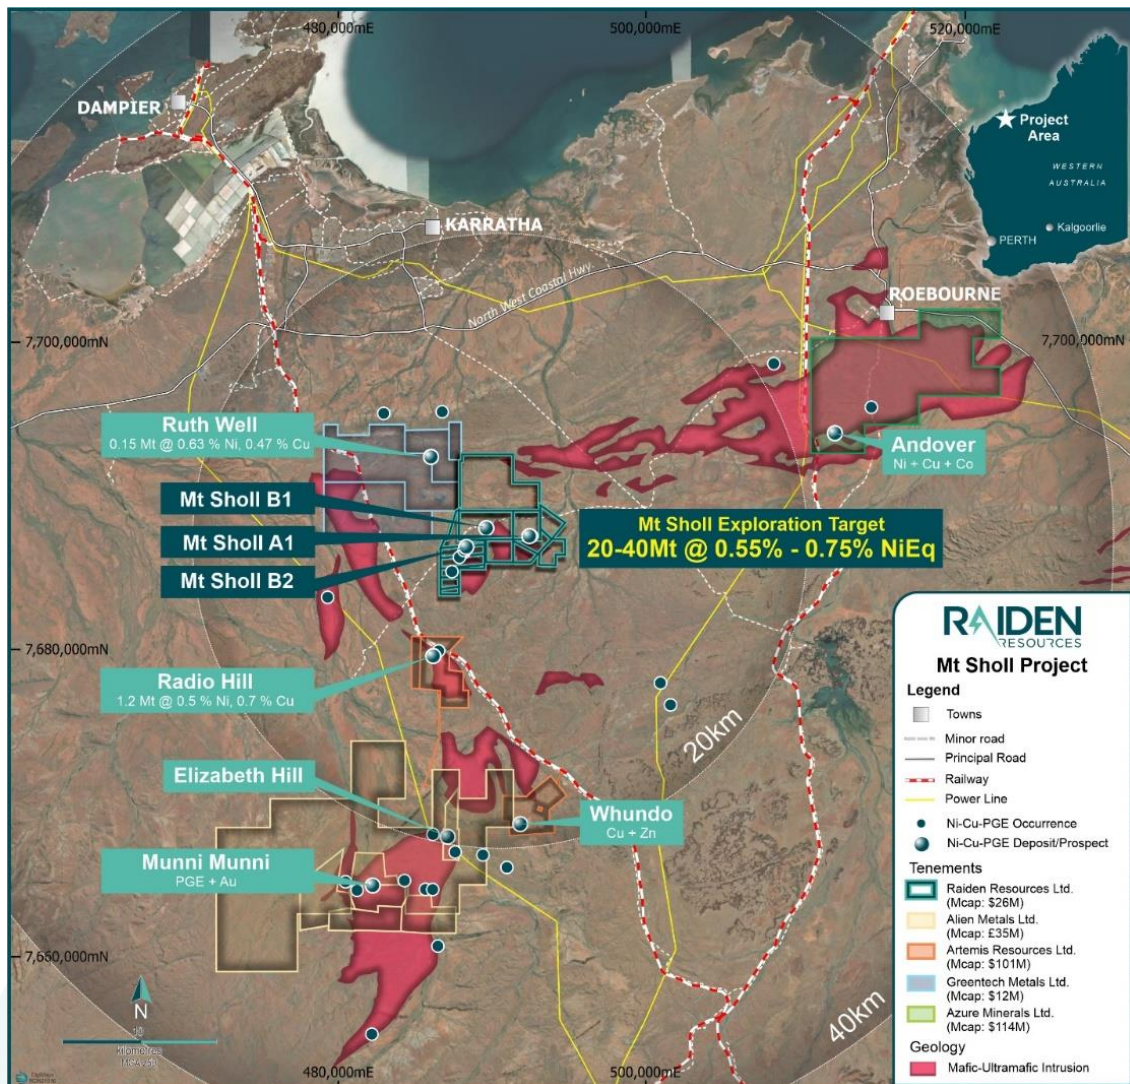 480,000mE
500,000mE
520,000mE
DAMPIER
KARRATHA
North West Coastal Hwy.
ROEBOURNE
Project
Area
WESTERN
AUSTRALIA
PERTH
Kalgoorlie
7,700,000mN
7,700,000mN
Ruth Well
0.15 Mt @ 0.63 % Ni, 0.47 % Cu
Andover
Ni + Cu + Co
Mt Sholl B1
Mt Sholl A1
Mt Sholl B2
Mt Sholl Exploration Target
20-40Mt @ 0.55% - 0.75% NiEq
7,680,000mN
Radio Hill
1.2 Mt @ 0.5 % Ni, 0.7 % Cu
20km
Elizabeth Hill
Whundo
Cu + Zn
Munni Munni
PGE + Au
7,660,000mN
40km
N
10
kilometres
480,000mE
500,000mE
RAIDEN
RESOURCES
Mt Sholl Project
Legend
Towns
Minor road
Principal Road
Railway
Power Line
Ni-Cu-PGE Occurrence
Ni-Cu-PGE Deposit/Prospect
Tenements
Raiden Resources Ltd.
(Mcap: $26M)
Alien Metals Ltd.
(Mcap: £35M)
Artemis Resources Ltd.
(Mcap: $101M)
Greentech Metals Ltd.
(Mcap: $12M)
Azure Minerals Ltd.
(Mcap: $114M)
Geology
Mafic-Ultramafic Intrusion